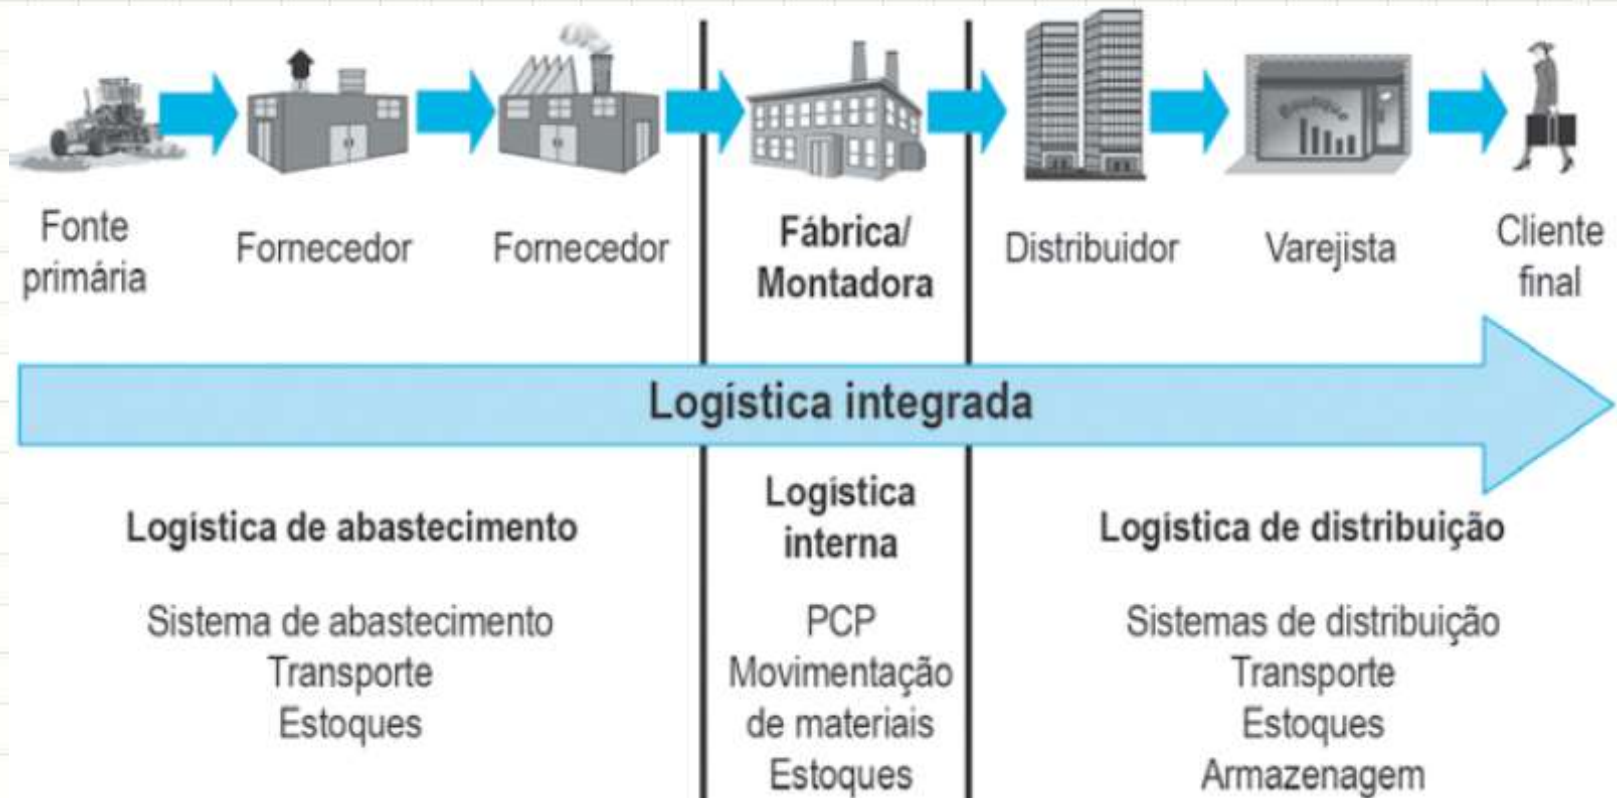 Fonte
primária
Fornecedor
Fornecedor
Fábrica/
Montadora
Distribuidor
Varejista
Cliente
final
Logística integrada
Logística de abastecimento
Sistema de abastecimento
Transporte
Estoques
Logística
interna
PCP
Movimentação
de materiais
Estoques
Logística de distribuição
Sistemas de distribuição
Transporte
Estoques
Armazenagem